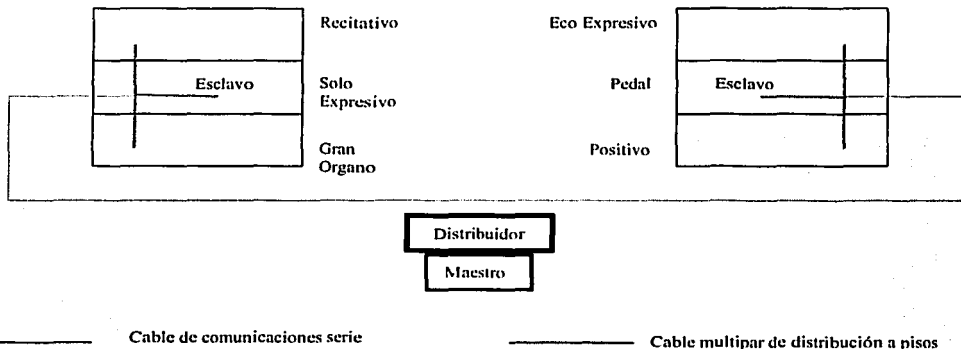 Recitativo
Eco Expresivo
Esclavo
Solo
Expresivo
Pedal
Esclavo
Gran
Organo
Positivo
Distribuidor
Maestro
Cable de comunicaciones serie
Cable multipar de distribución a pisos